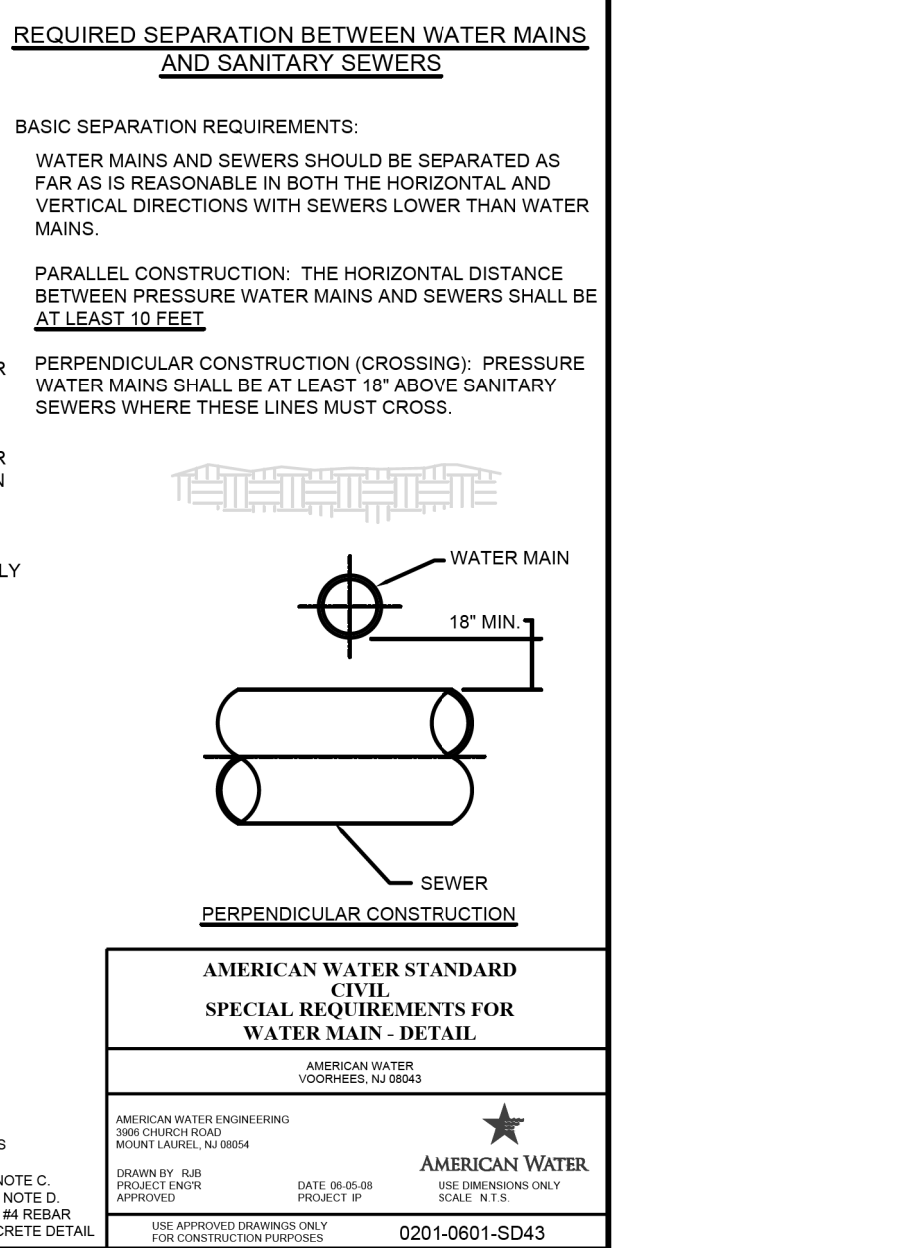 REQUIRED SEPARATION BETWEEN WATER MAINS
AND SANITARY SEWERS
BASIC SEPARATION REQUIREMENTS:
WATER MAINS AND SEWERS SHOULD BE SEPARATED AS
FAR AS IS REASONABLE IN BOTH THE HORIZONTAL AND
VERTICAL DIRECTIONS WITH SEWERS LOWER THAN WATER
MAINS.
PARALLEL CONSTRUCTION: THE HORIZONTAL DISTANCE
BETWEEN PRESSURE WATER MAINS AND SEWERS SHALL BE
AT LEAST 10 FEET
PERPENDICULAR CONSTRUCTION (CROSSING): PRESSURE
WATER MAINS SHALL BE AT LEAST 18" ABOVE SANITARY
SEWERS WHERE THESE LINES MUST CROSS.
R
R
N
LY
WATER MAIN
18" MIN.
SEWER
PERPENDICULAR CONSTRUCTION
S
NOTE C.
NOTE D.
#4 REBAR
CRETE DETAIL
AMERICAN WATER STANDARD
CIVIL
SPECIAL REQUIREMENTS FOR
WATER MAIN - DETAIL
AMERICAN WATER
VOORHEES, NJ 08043
AMERICAN WATER ENGINEERING
3906 CHURCH ROAD
MOUNT LAUREL, NJ 08054
DRAWN BY RJB
PROJECT ENG'R
APPROVED
DATE 06-05-08
PROJECT IP
AMERICAN WATER
USE DIMENSIONS ONLY
SCALE N.T.S.
USE APPROVED DRAWINGS ONLY
FOR CONSTRUCTION PURPOSES
0201-0601-SD43